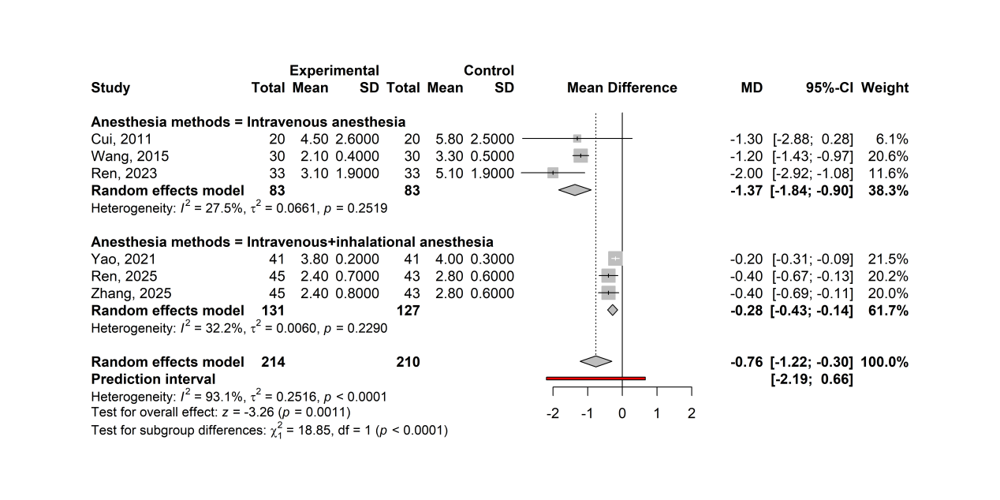 Experimental Control
Study Total Mean SD Total Mean SD Mean Difference MD 95%-CI Weight
Anesthesia methods = Intravenous anesthesia
Cui, 2011 20 4.50 2.6000 20 5.80 2.5000 -1.30 [-2.88; 0.28] 6.1%
Wang, 2015 30 2.10 0.4000 30 3.30 0.5000 -1.20 [-1.43; -0.97] 20.6%
Ren, 2023 33 3.10 1.9000 33 5.10 1.9000 -2.00 [-2.92; -1.08] 11.6%
Random effects model 83 83 -1.37 [-1.84; -0.90] 38.3%
Heterogeneity: I² = 27.5%, τ² = 0.0661, p = 0.2519
Anesthesia methods = Intravenous+inhalational anesthesia
Yao, 2021 41 3.80 0.2000 41 4.00 0.3000 -0.20 [-0.31; -0.09] 21.5%
Ren, 2025 45 2.40 0.7000 43 2.80 0.6000 -0.40 [-0.67; -0.13] 20.2%
Zhang, 2025 45 2.40 0.8000 43 2.80 0.6000 -0.40 [-0.69; -0.11] 20.0%
Random effects model 131 127 -0.28 [-0.43; -0.14] 61.7%
Heterogeneity: I² = 32.2%, τ² = 0.0060, p = 0.2290
Random effects model 214 210 -0.76 [-1.22; -0.30] 100.0%
Prediction interval [-2.19; 0.66]
Heterogeneity: I² = 93.1%, τ² = 0.2516, p < 0.0001
Test for overall effect: z = -3.26 (p = 0.0011)
-2 -1 0 1 2
Test for subgroup differences: χ₁² = 18.85, df = 1 (p < 0.0001)